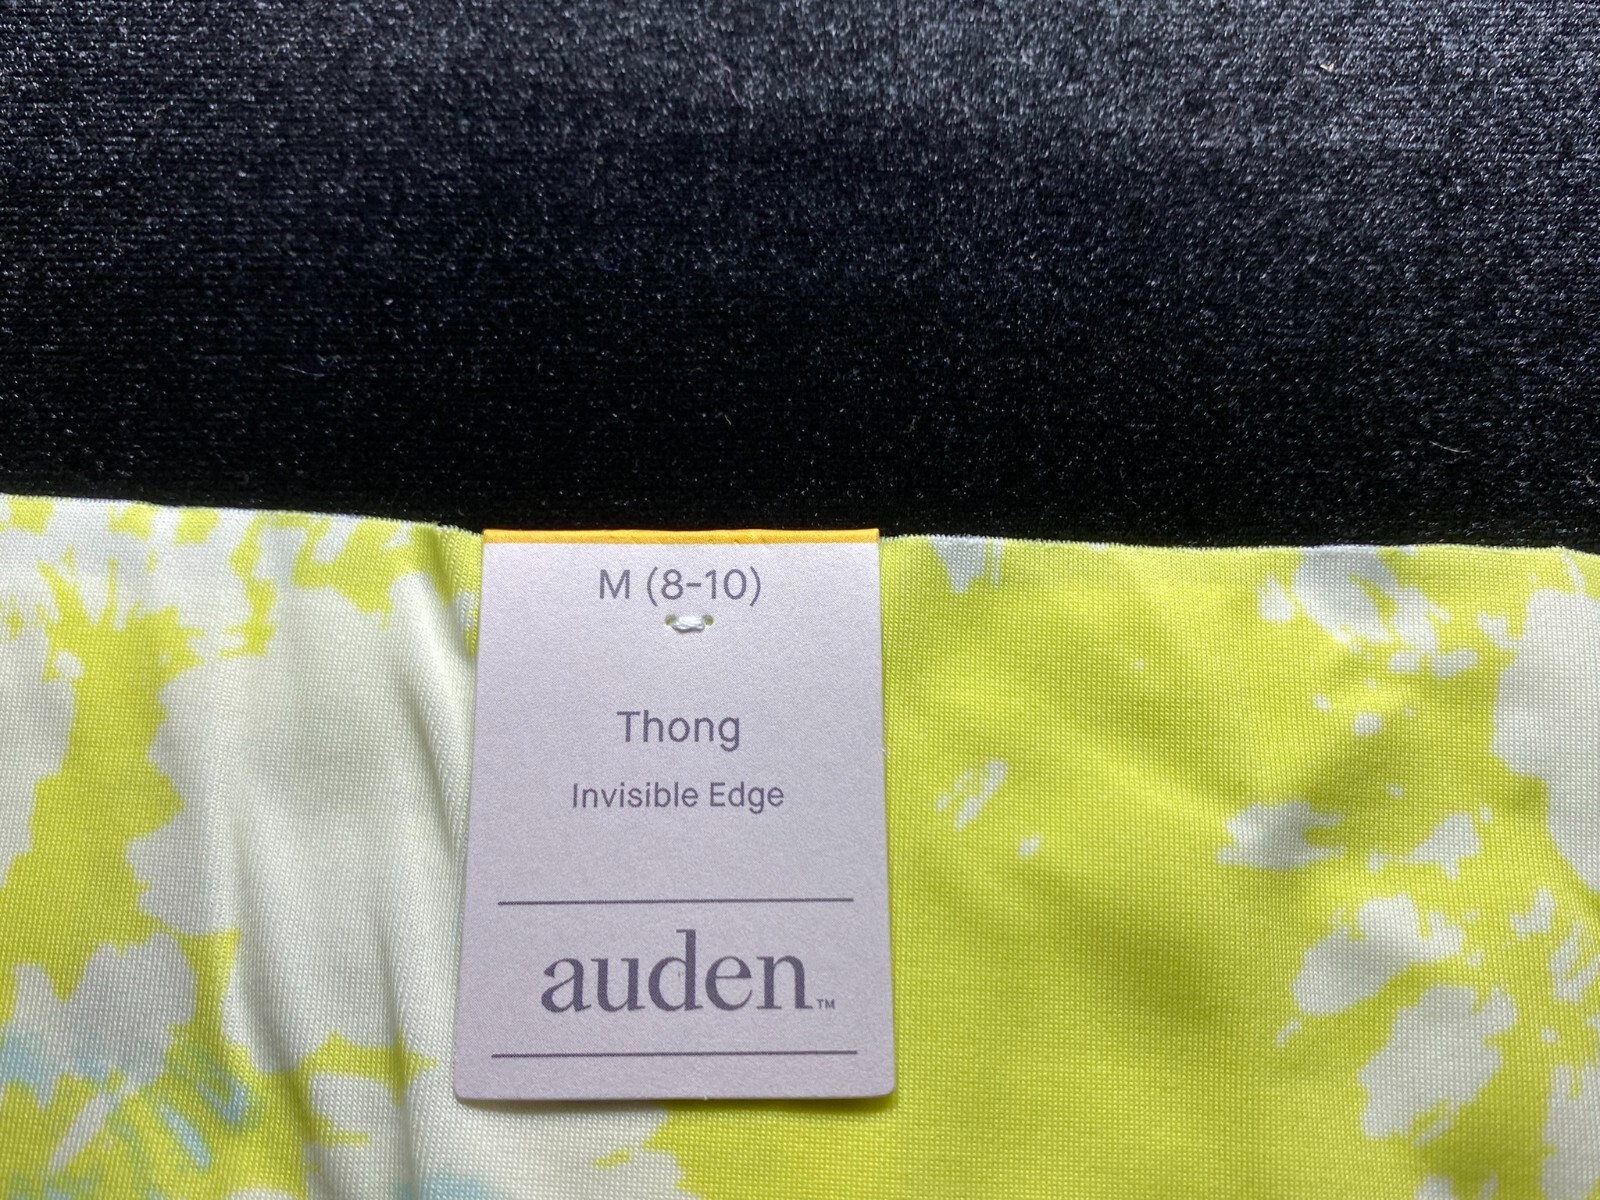 M (8-10)
Thong
Invisible Edge
auden™